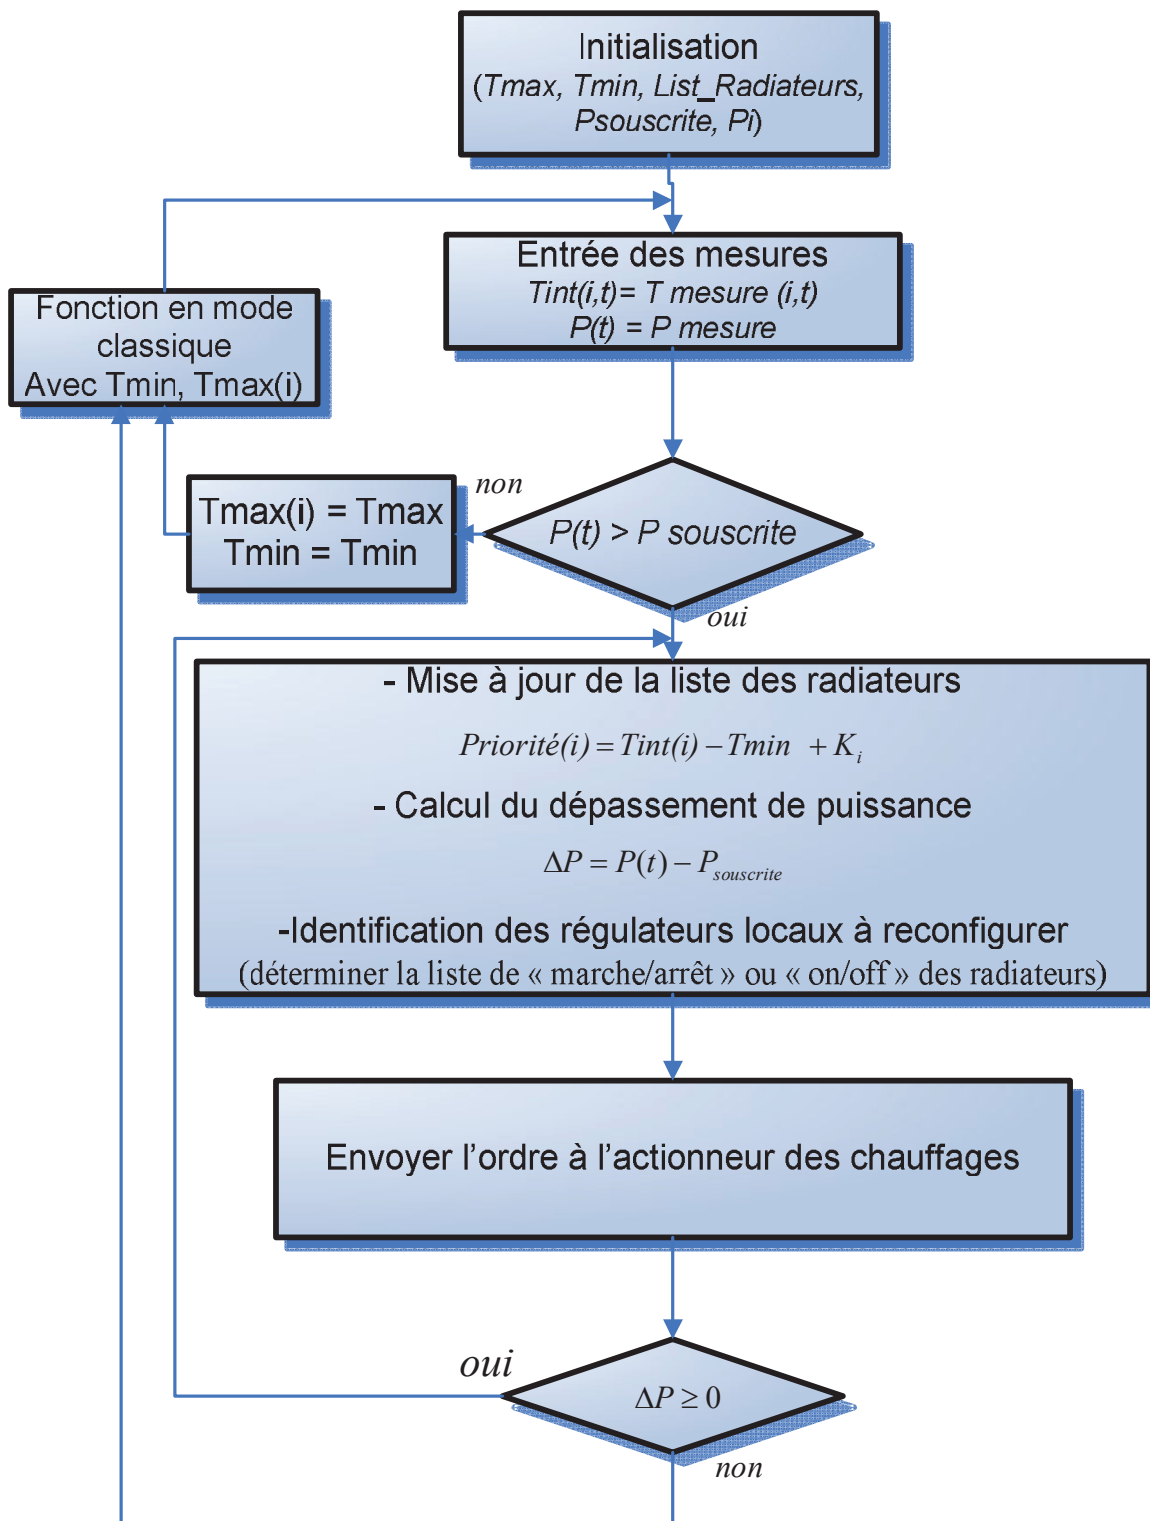 Initialisation
(Tmax, Tmin, List_Radiateurs,
Psouscrite, Pi)
Entrée des mesures
Tint(i,t)= T mesure (i,t)
P(t) = P mesure
Fonction en mode
classique
Avec Tmin, Tmax(i)
non
Tmax(i) = Tmax
Tmin = Tmin
P(t) > P souscrite
oui
- Mise à jour de la liste des radiateurs
Priorité(i) = Tint(i) − Tmin + K_i
- Calcul du dépassement de puissance
ΔP = P(t) − P_souscrite
-Identification des régulateurs locaux à reconfigurer
(déterminer la liste de « marche/arrêt » ou « on/off » des radiateurs)
Envoyer l'ordre à l'actionneur des chauffages
oui
ΔP ≥ 0
non